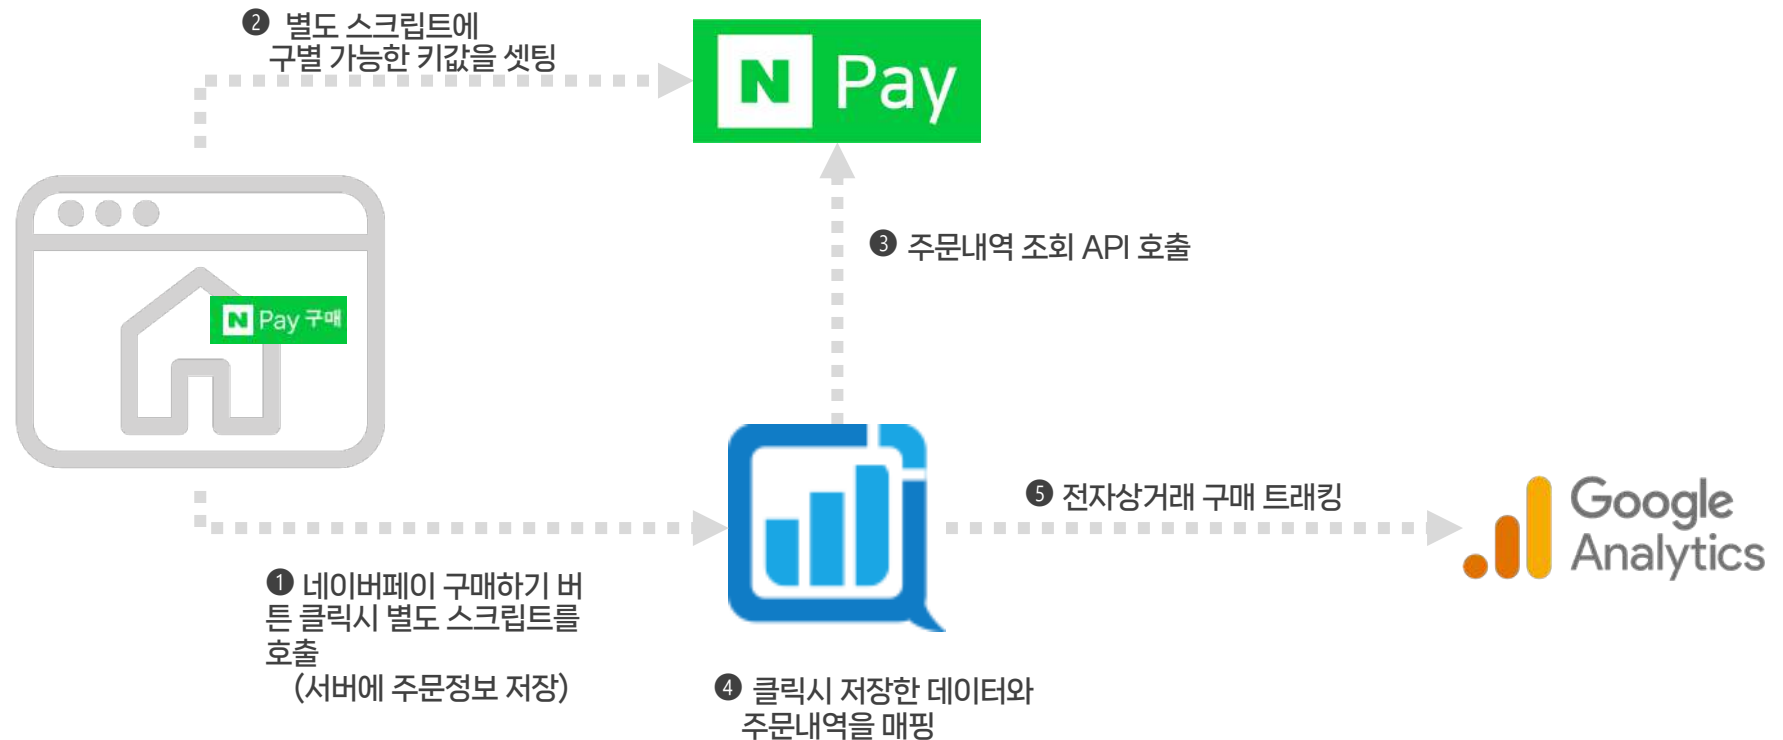 ❷ 별도 스크립트에
구별 가능한 키값을 셋팅
N Pay
❸ 주문내역 조회 API 호출
N Pay 구매
❺ 전자상거래 구매 트래킹
Google
Analytics
❶ 네이버페이 구매하기 버
튼 클릭시 별도 스크립트를
호출
(서버에 주문정보 저장)
❹ 클릭시 저장한 데이터와
주문내역을 매핑